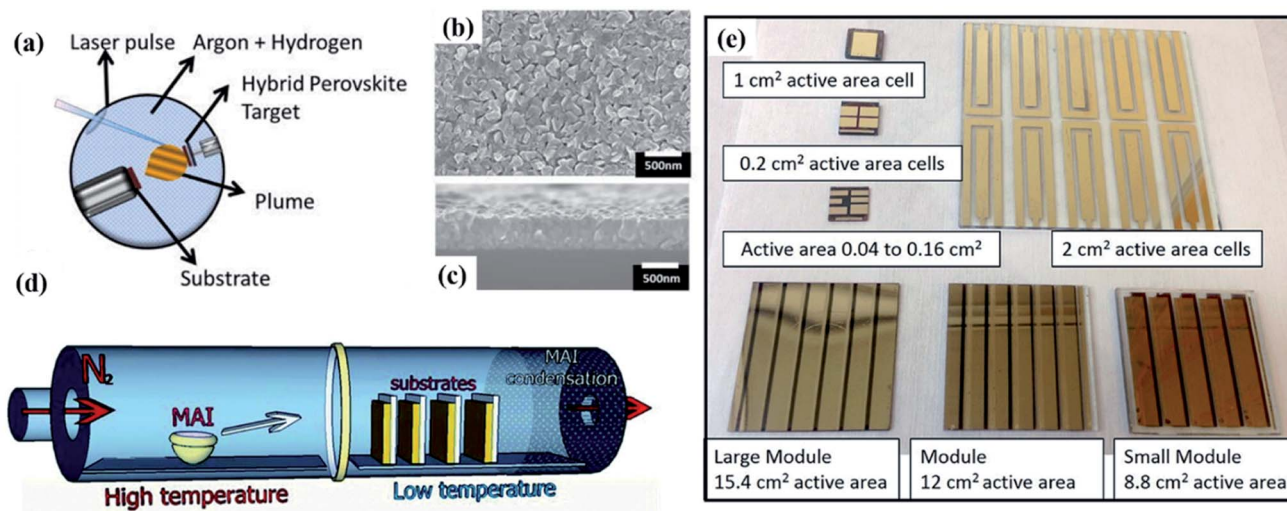 (a)
Laser pulse
Argon + Hydrogen
Hybrid Perovskite
Target
Plume
Substrate
(b)
500nm
(c)
500nm
(d)
N2
MAI
substrates
MAI
condensation
High temperature
Low temperature
(e)
1 cm² active area cell
0.2 cm² active area cells
Active area 0.04 to 0.16 cm²
2 cm² active area cells
Large Module
15.4 cm² active area
Module
12 cm² active area
Small Module
8.8 cm² active area